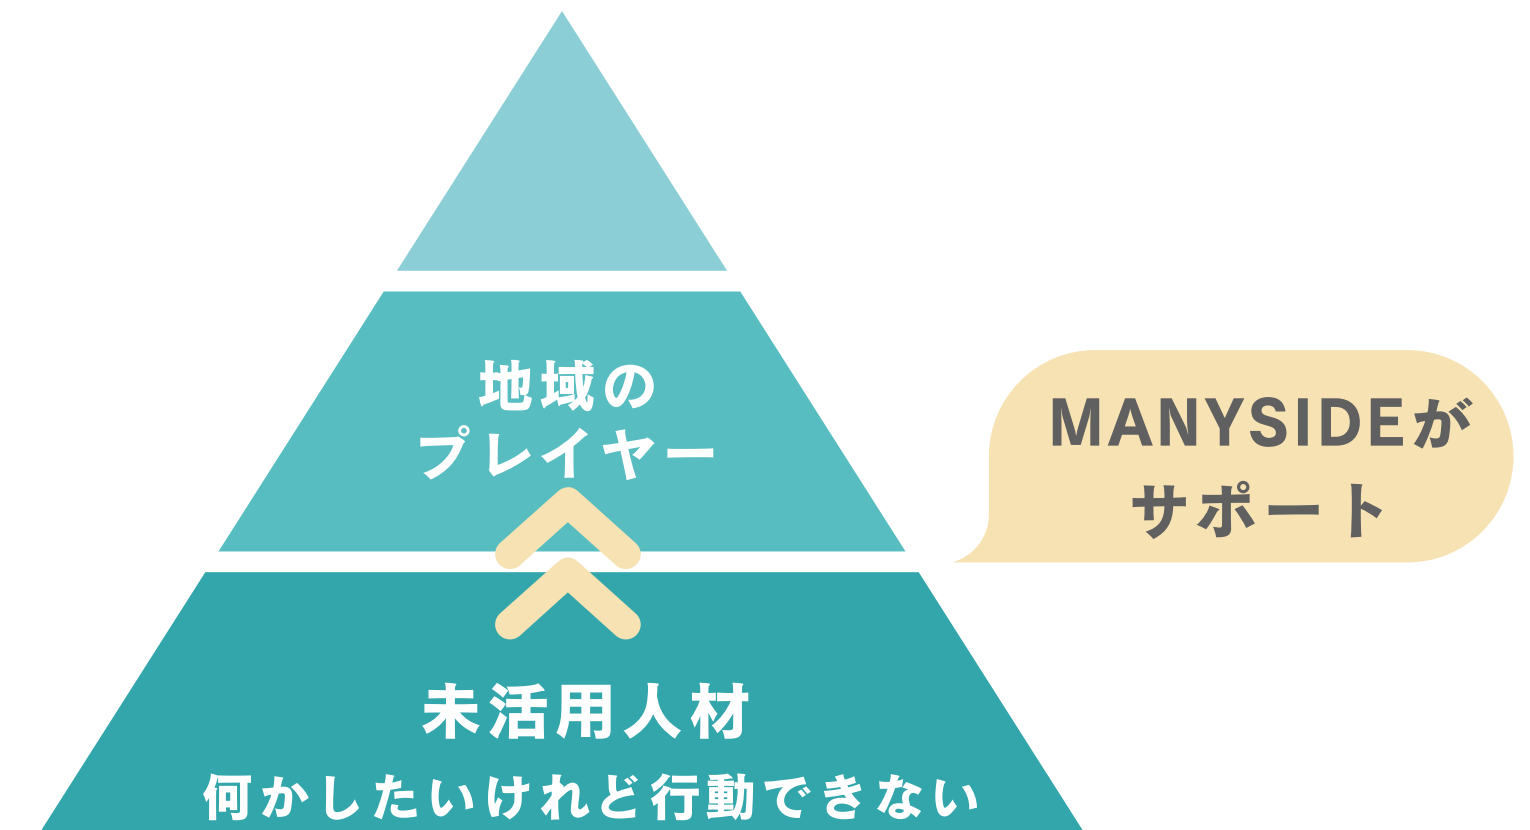 地域の
プレイヤー
MANYSIDEが
サポート
未活用人材
何かしたいけれど行動できない